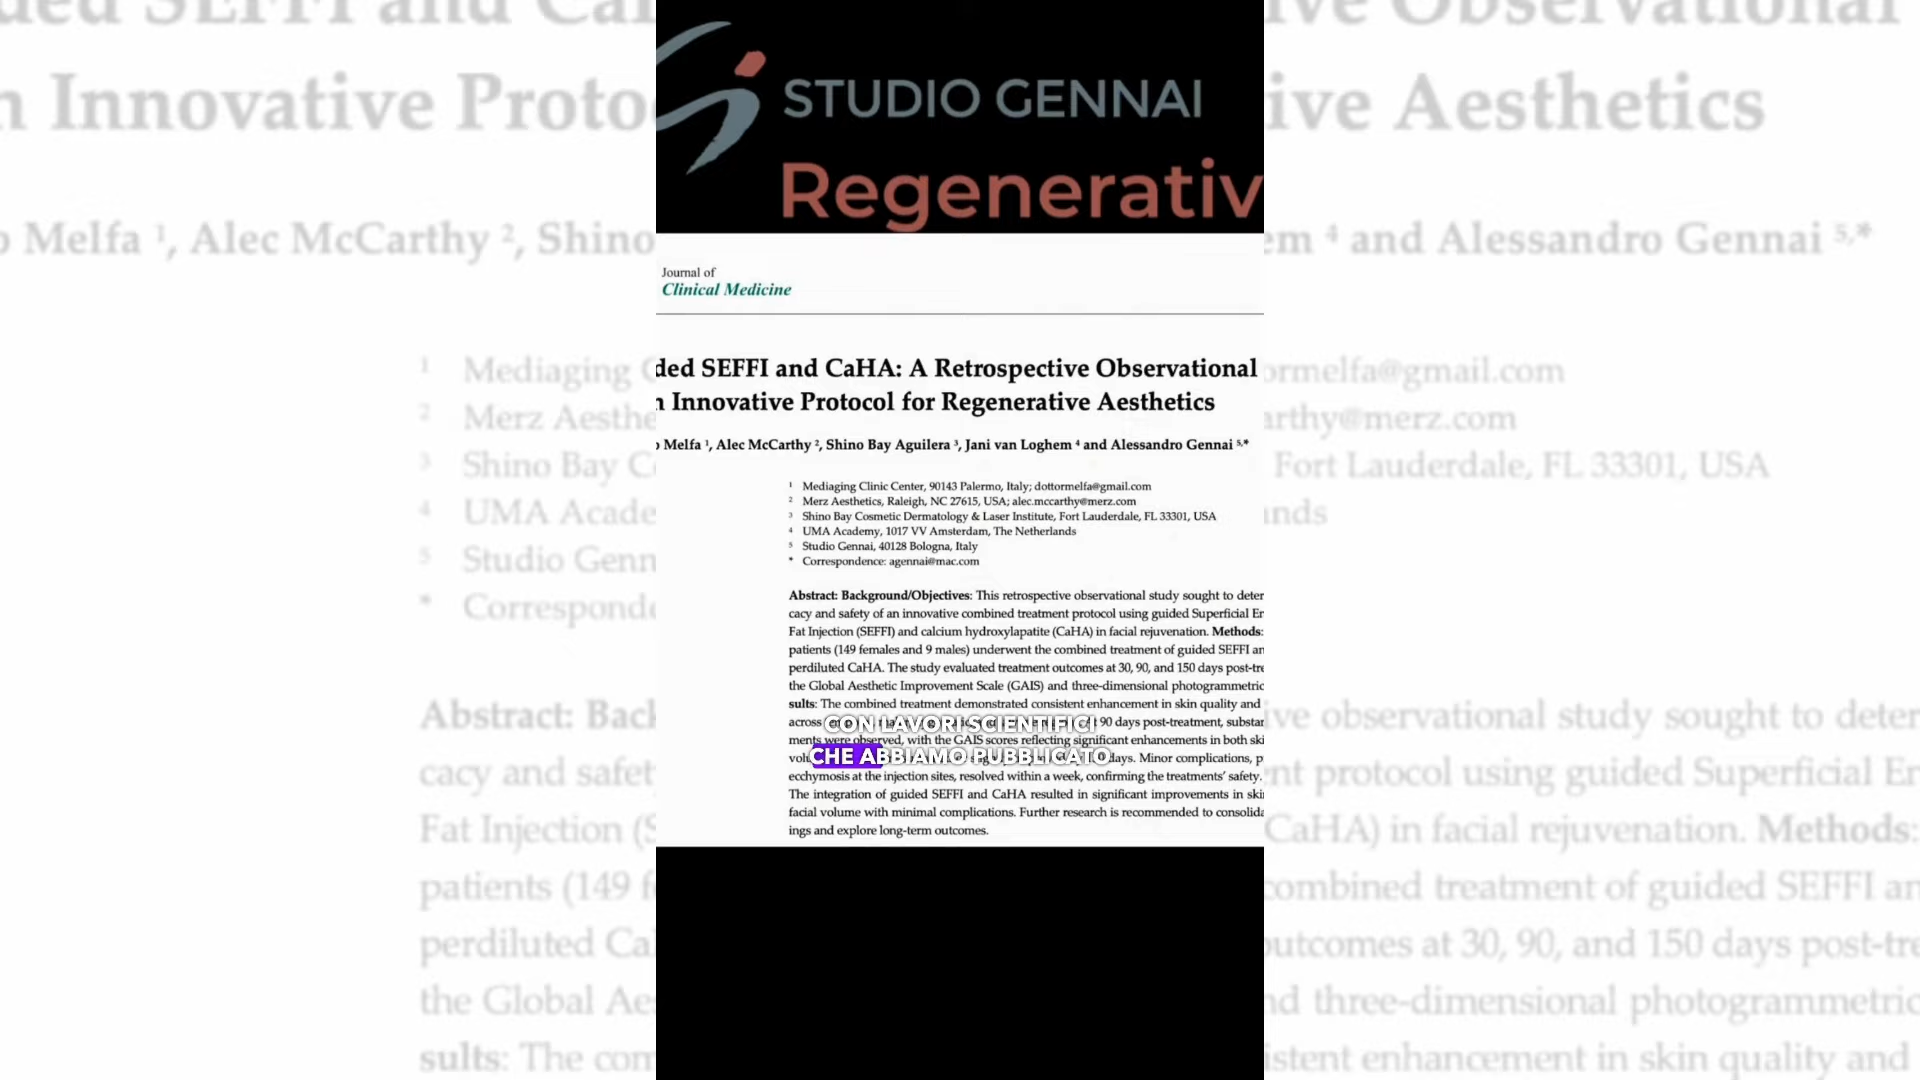 STUDIO GENNAI
Regenerativ
Journal of
Clinical Medicine
ded SEFFI and CaHA: A Retrospective Observational
n Innovative Protocol for Regenerative Aesthetics
o Melfa ¹, Alec McCarthy ², Shino Bay Aguilera ³, Jani van Loghem ⁴ and Alessandro Gennai ⁵,*
¹ Mediaging Clinic Center, 90143 Palermo, Italy; dottormelfa@gmail.com
² Merz Aesthetics, Raleigh, NC 27615, USA; alec.mccarthy@merz.com
³ Shino Bay Cosmetic Dermatology & Laser Institute, Fort Lauderdale, FL 33301, USA
⁴ UMA Academy, 1017 VV Amsterdam, The Netherlands
⁵ Studio Gennai, 40128 Bologna, Italy
* Correspondence: agennai@mac.com
Abstract: Background/Objectives: This retrospective observational study sought to deter
cacy and safety of an innovative combined treatment protocol using guided Superficial En
Fat Injection (SEFFI) and calcium hydroxylapatite (CaHA) in facial rejuvenation. Methods:
patients (149 females and 9 males) underwent the combined treatment of guided SEFFI an
perdiluted CaHA. The study evaluated treatment outcomes at 30, 90, and 150 days post-tre
the Global Aesthetic Improvement Scale (GAIS) and three-dimensional photogrammetric
sults: The combined treatment demonstrated consistent enhancement in skin quality and
across 90 days post-treatment, substan
CON LAVORI SCIENTIFICI
ments were observed, with the GAIS scores reflecting significant enhancements in both ski
CHE ABBIAMO PUBBLICATO
days. Minor complications, p
ecchymosis at the injection sites, resolved within a week, confirming the treatments' safety.
The integration of guided SEFFI and CaHA resulted in significant improvements in ski
facial volume with minimal complications. Further research is recommended to consolida
ings and explore long-term outcomes.